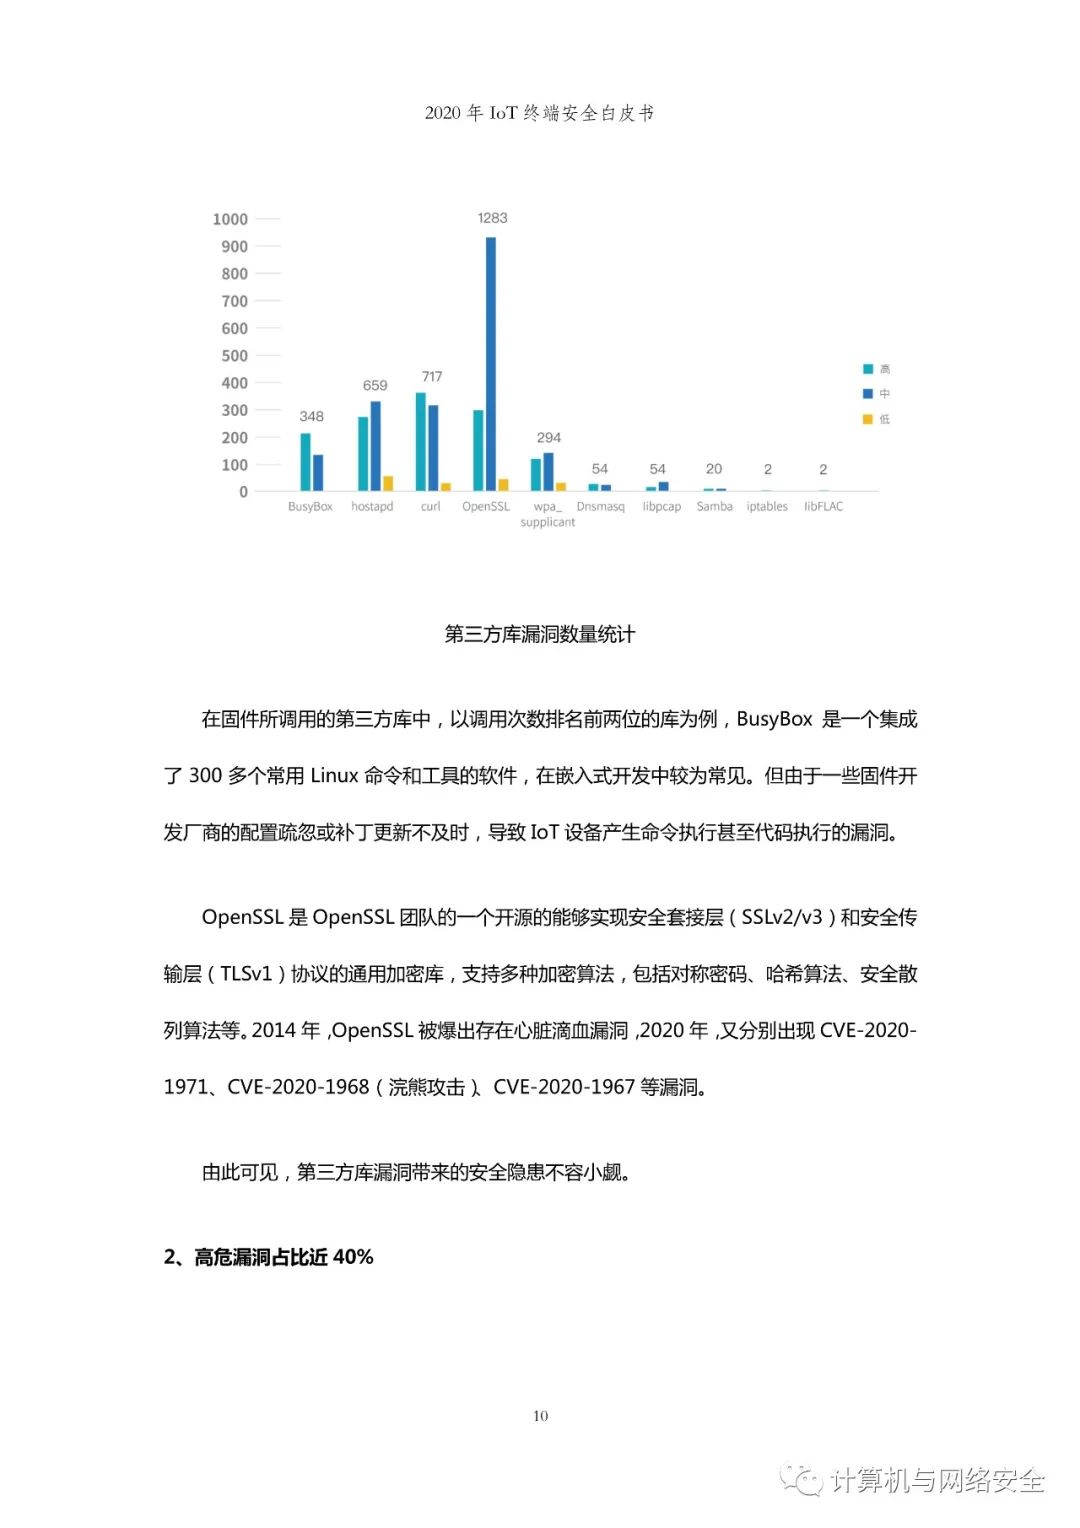 2020 年 IoT 终端安全白皮书
1000
900
800
700
600
500
400
300
200
100
0
348
659
717
1283
294
54
54
20
2
2
高
中
低
BusyBox hostapd curl OpenSSL wpa_ Dnsmasq libpcap Samba iptables libFLAC
supplicant
第三方库漏洞数量统计
在固件所调用的第三方库中，以调用次数排名前两位的库为例，BusyBox 是一个集成
了 300 多个常用 Linux 命令和工具的软件，在嵌入式开发中较为常见。但由于一些固件开
发厂商的配置疏忽或补丁更新不及时，导致 IoT 设备产生命令执行甚至代码执行的漏洞。
OpenSSL 是 OpenSSL 团队的一个开源的能够实现安全套接层（SSLv2/v3）和安全传
输层（TLSv1）协议的通用加密库，支持多种加密算法，包括对称密码、哈希算法、安全散
列算法等。2014 年，OpenSSL 被爆出存在心脏滴血漏洞，2020 年，又分别出现 CVE-2020-
1971、CVE-2020-1968（浣熊攻击）、CVE-2020-1967 等漏洞。
由此可见，第三方库漏洞带来的安全隐患不容小觑。
2、高危漏洞占比近 40%
10
计算机与网络安全